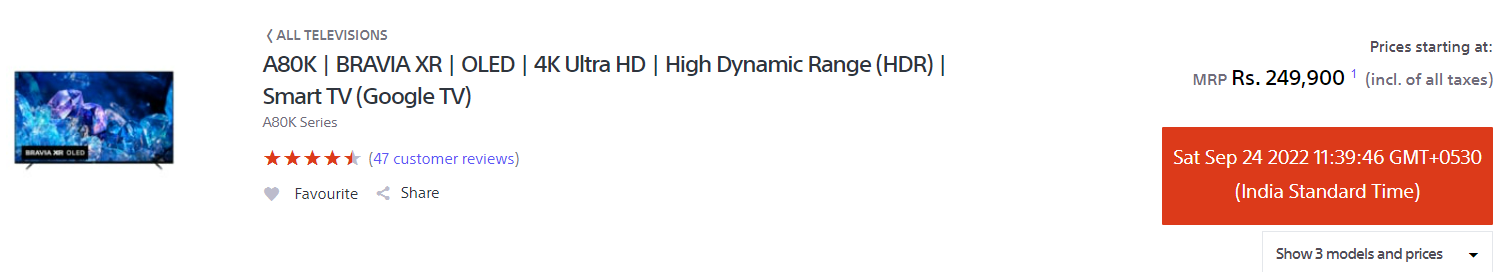 ALL TELEVISIONS
A80K | BRAVIA XR | OLED | 4K Ultra HD | High Dynamic Range (HDR) |
Smart TV (Google TV)
A80K Series
(47 customer reviews)
Favourite
Share
BRAVIA XR OLED
Prices starting at:
MRP Rs. 249,900 1 (incl. of all taxes)
Sat Sep 24 2022 11:39:46 GMT+0530
(India Standard Time)
Show 3 models and prices